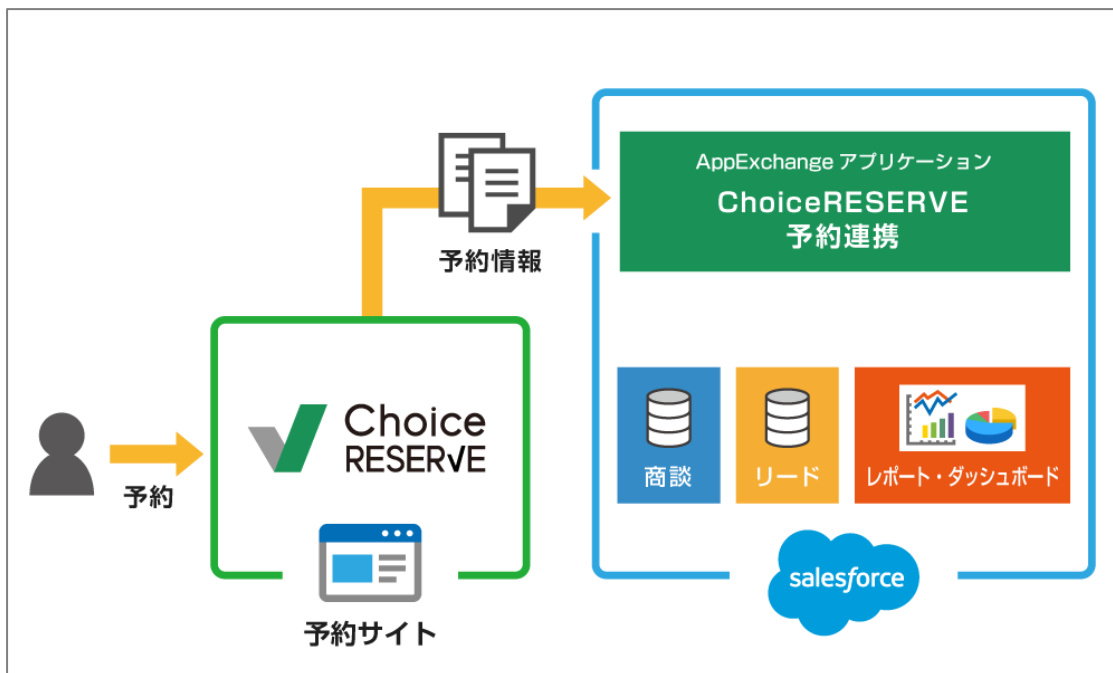 予約
Choice
RESERVE
予約サイト
予約情報
AppExchange アプリケーション
ChoiceRESERVE
予約連携
商談
リード
レポート・ダッシュボード
salesforce